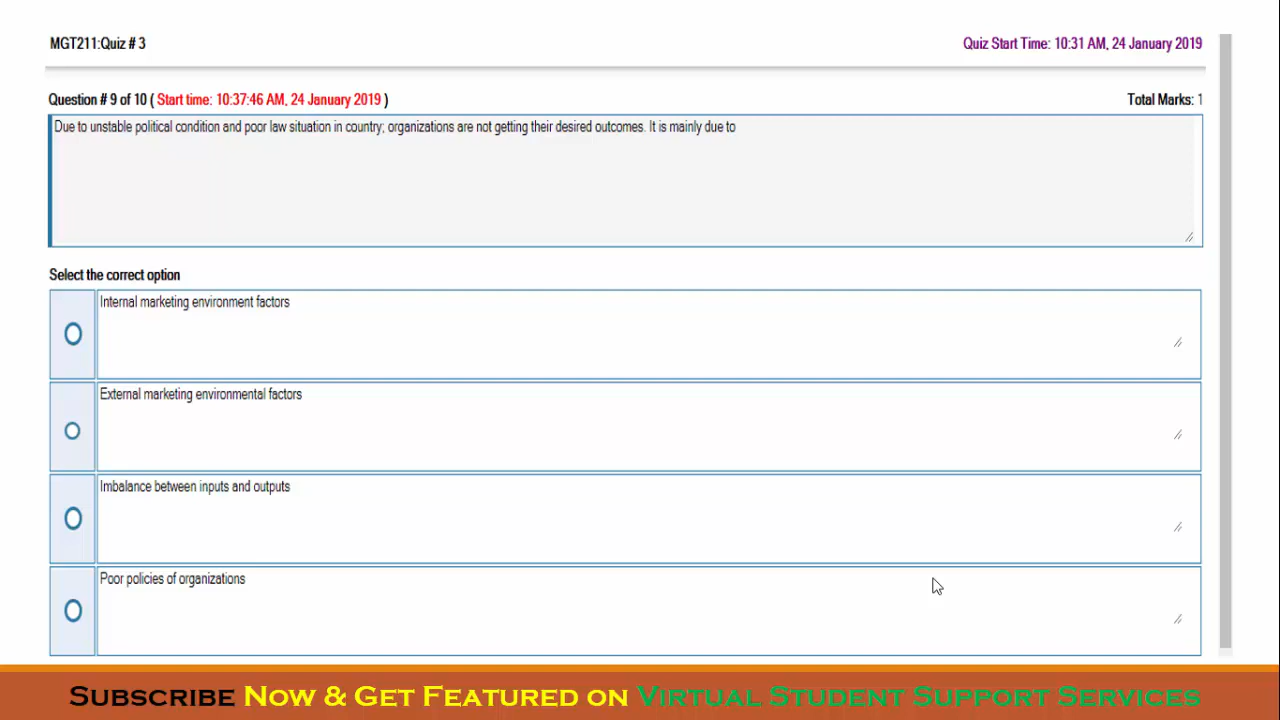 MGT211:Quiz # 3
Quiz Start Time: 10:31 AM, 24 January 2019
Question # 9 of 10 ( Start time: 10:37:46 AM, 24 January 2019 )
Total Marks: 1
Due to unstable political condition and poor law situation in country; organizations are not getting their desired outcomes. It is mainly due to
Select the correct option
Internal marketing environment factors
External marketing environmental factors
Imbalance between inputs and outputs
Poor policies of organizations
Subscribe Now & Get Featured on Virtual Student Support Services